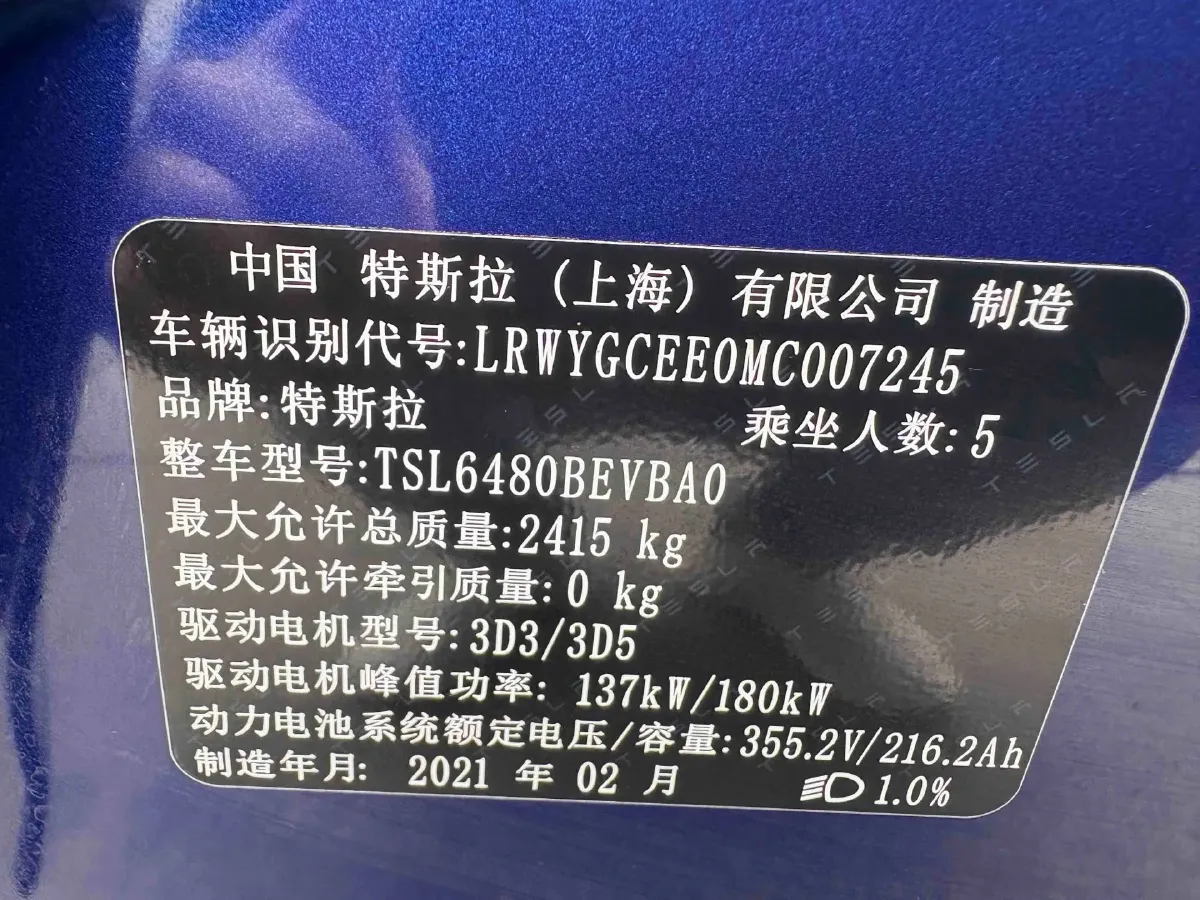 中国 特斯拉 (上海) 有限公司 制造
车辆识别代号:LRWYGCEE0MC007245
品牌:特斯拉 乘坐人数:5
整车型号:TSL6480BEVBA0
最大允许总质量:2415 kg
最大允许牵引质量: 0 kg
驱动电机型号:3D3/3D5
驱动电机峰值功率: 137kW/180kW
动力电池系统额定电压/容量:355.2V/216.2Ah
制造年月: 2021 年 02 月 1.0%